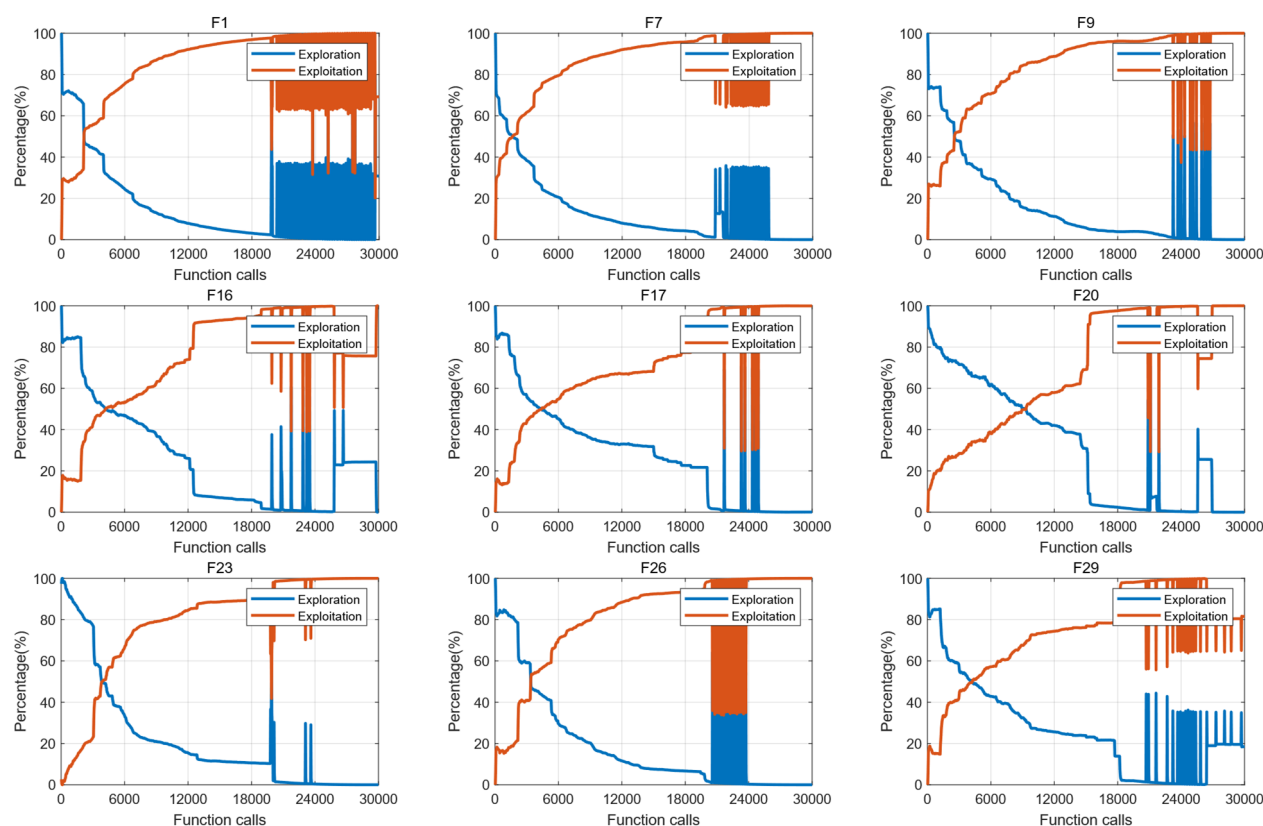 F1
F7
F9
100
80
60
40
20
0
Percentage(%)
Exploration
Exploitation
0 6000 12000 18000 24000 30000
Function calls
100
80
60
40
20
0
Percentage(%)
Exploration
Exploitation
0 6000 12000 18000 24000 30000
Function calls
100
80
60
40
20
0
Percentage(%)
Exploration
Exploitation
0 6000 12000 18000 24000 30000
Function calls
F16
F17
F20
100
80
60
40
20
0
Percentage(%)
Exploration
Exploitation
0 6000 12000 18000 24000 30000
Function calls
100
80
60
40
20
0
Percentage(%)
Exploration
Exploitation
0 6000 12000 18000 24000 30000
Function calls
100
80
60
40
20
0
Percentage(%)
Exploration
Exploitation
0 6000 12000 18000 24000 30000
Function calls
F23
F26
F29
100
80
60
40
20
0
Percentage(%)
Exploration
Exploitation
0 6000 12000 18000 24000 30000
Function calls
100
80
60
40
20
0
Percentage(%)
Exploration
Exploitation
0 6000 12000 18000 24000 30000
Function calls
100
80
60
40
20
0
Percentage(%)
Exploration
Exploitation
0 6000 12000 18000 24000 30000
Function calls